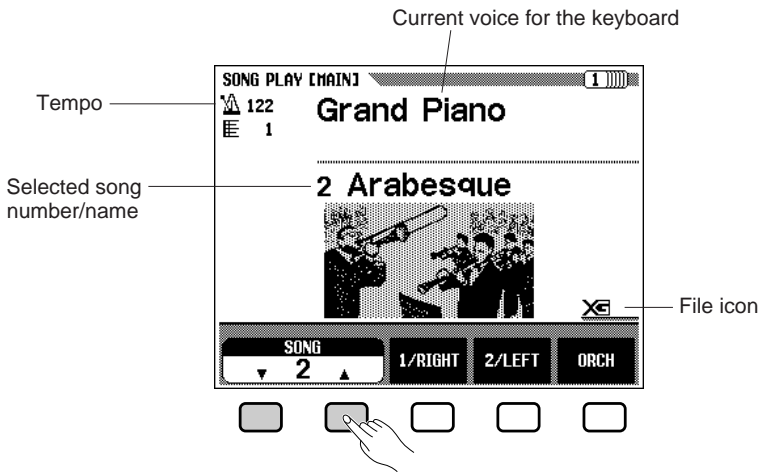 Current voice for the keyboard
SONG PLAY [MAIN]
1
Tempo
122
Grand Piano
1
Selected song
number/name
2 Arabesque
XG
File icon
SONG
▼ 2 ▲
1/RIGHT
2/LEFT
ORCH